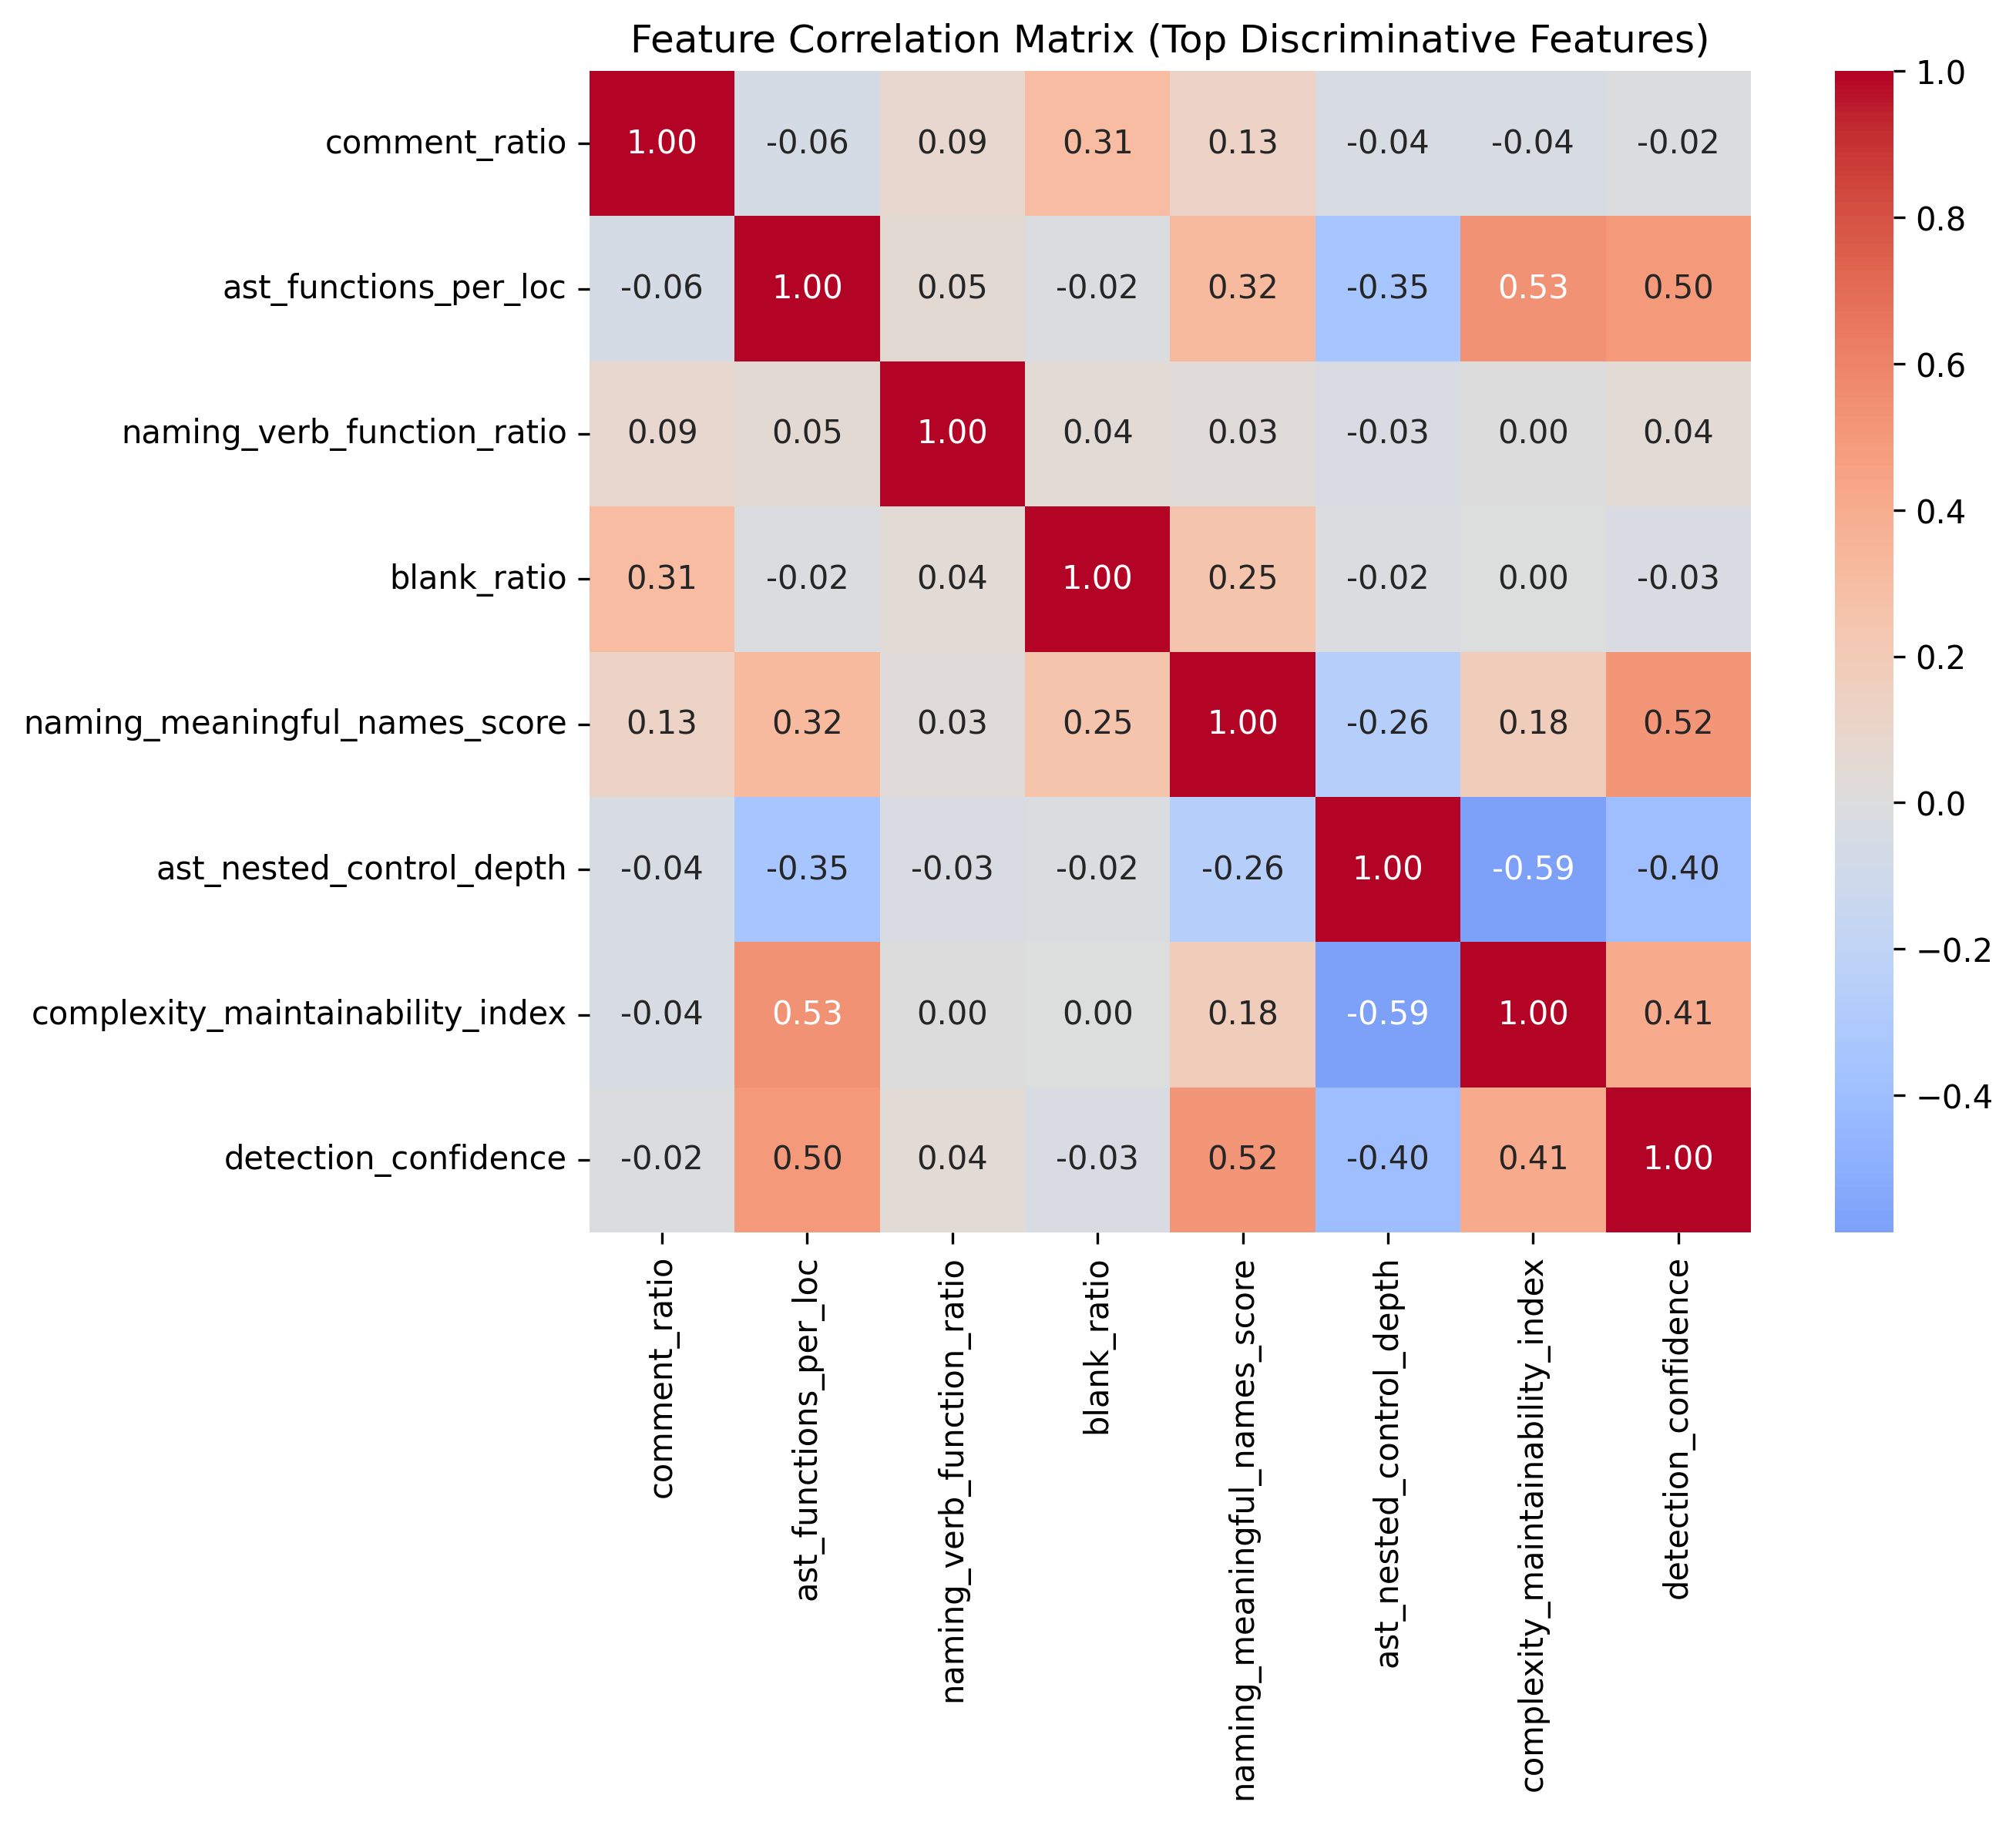 Feature Correlation Matrix (Top Discriminative Features)
comment_ratio 1.00 -0.06 0.09 0.31 0.13 -0.04 -0.04 -0.02
ast_functions_per_loc -0.06 1.00 0.05 -0.02 0.32 -0.35 0.53 0.50
naming_verb_function_ratio 0.09 0.05 1.00 0.04 0.03 -0.03 0.00 0.04
blank_ratio 0.31 -0.02 0.04 1.00 0.25 -0.02 0.00 -0.03
naming_meaningful_names_score 0.13 0.32 0.03 0.25 1.00 -0.26 0.18 0.52
ast_nested_control_depth -0.04 -0.35 -0.03 -0.02 -0.26 1.00 -0.59 -0.40
complexity_maintainability_index -0.04 0.53 0.00 0.00 0.18 -0.59 1.00 0.41
detection_confidence -0.02 0.50 0.04 -0.03 0.52 -0.40 0.41 1.00
comment_ratio
ast_functions_per_loc
naming_verb_function_ratio
blank_ratio
naming_meaningful_names_score
ast_nested_control_depth
complexity_maintainability_index
detection_confidence
1.0
0.8
0.6
0.4
0.2
0.0
−0.2
−0.4